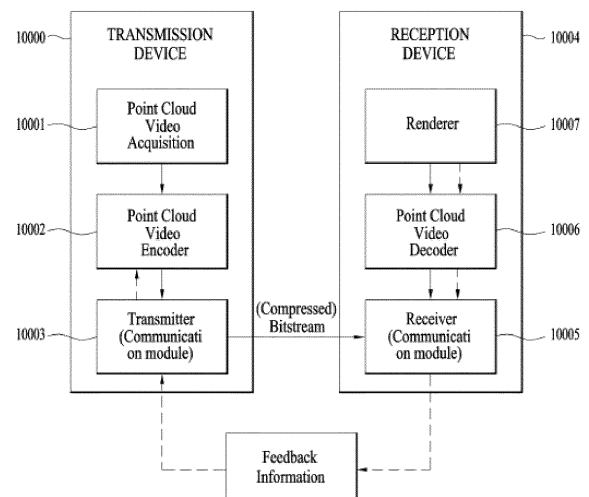 10000
TRANSMISSION
DEVICE
10001
Point Cloud
Video
Acquisition
10002
Point Cloud
Video
Encoder
10003
Transmitter
(Communicati
on module)
(Compressed)
Bitstream
RECEPTION
DEVICE
10004
Renderer
10007
Point Cloud
Video
Decoder
10006
Receiver
(Communicati
on module)
10005
Feedback
Information